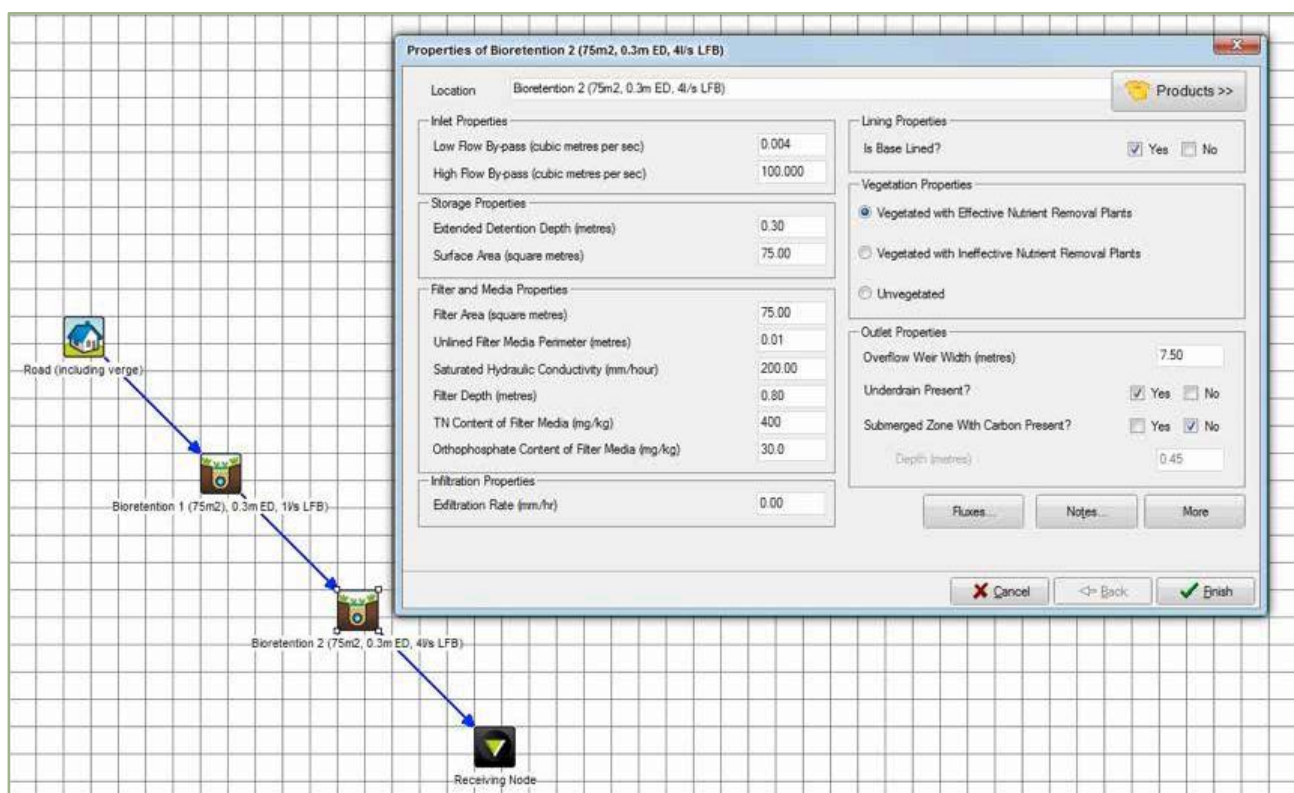 Properties of Bioretention 2 (75m2, 0.3m ED, 4l/s LFB)
Location Bioretention 2 (75m2, 0.3m ED, 4l/s LFB) Products >>
Inlet Properties
Low Flow By-pass (cubic metres per sec) 0.004
High Flow By-pass (cubic metres per sec) 100.000
Storage Properties
Extended Detention Depth (metres) 0.30
Surface Area (square metres) 75.00
Filter and Media Properties
Filter Area (square metres) 75.00
Unlined Filter Media Perimeter (metres) 0.01
Saturated Hydraulic Conductivity (mm/hour) 200.00
Filter Depth (metres) 0.80
TN Content of Filter Media (mg/kg) 400
Orthophosphate Content of Filter Media (mg/kg) 30.0
Infiltration Properties
Exfiltration Rate (mm/hr) 0.00
Lining Properties
Is Base Lined? Yes No
Vegetation Properties
Vegetated with Effective Nutrient Removal Plants
Vegetated with Ineffective Nutrient Removal Plants
Unvegetated
Outlet Properties
Overflow Weir Width (metres) 7.50
Underdrain Present? Yes No
Submerged Zone With Carbon Present? Yes No
Depth (metres) 0.45
Fluxes... Notes... More
Cancel Back Finish
Road (including verge)
Bioretention 1 (75m2), 0.3m ED, 1l/s LFB)
Bioretention 2 (75m2, 0.3m ED, 4l/s LFB)
Receiving Node